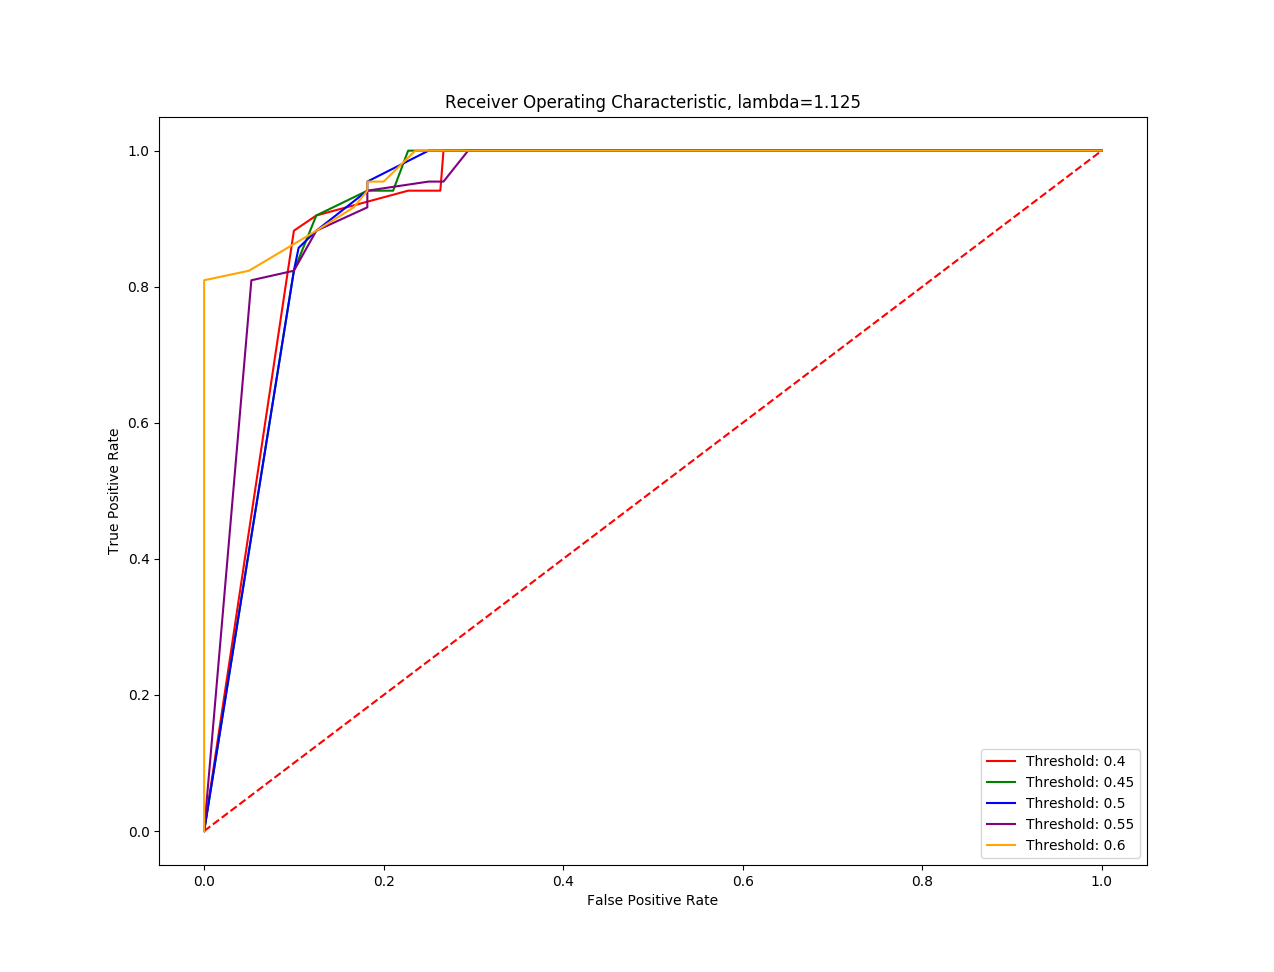 Receiver Operating Characteristic, lambda=1.125
1.0
0.8
0.6
0.4
0.2
0.0
True Positive Rate
0.0 0.2 0.4 0.6 0.8 1.0
False Positive Rate
Threshold: 0.4
Threshold: 0.45
Threshold: 0.5
Threshold: 0.55
Threshold: 0.6